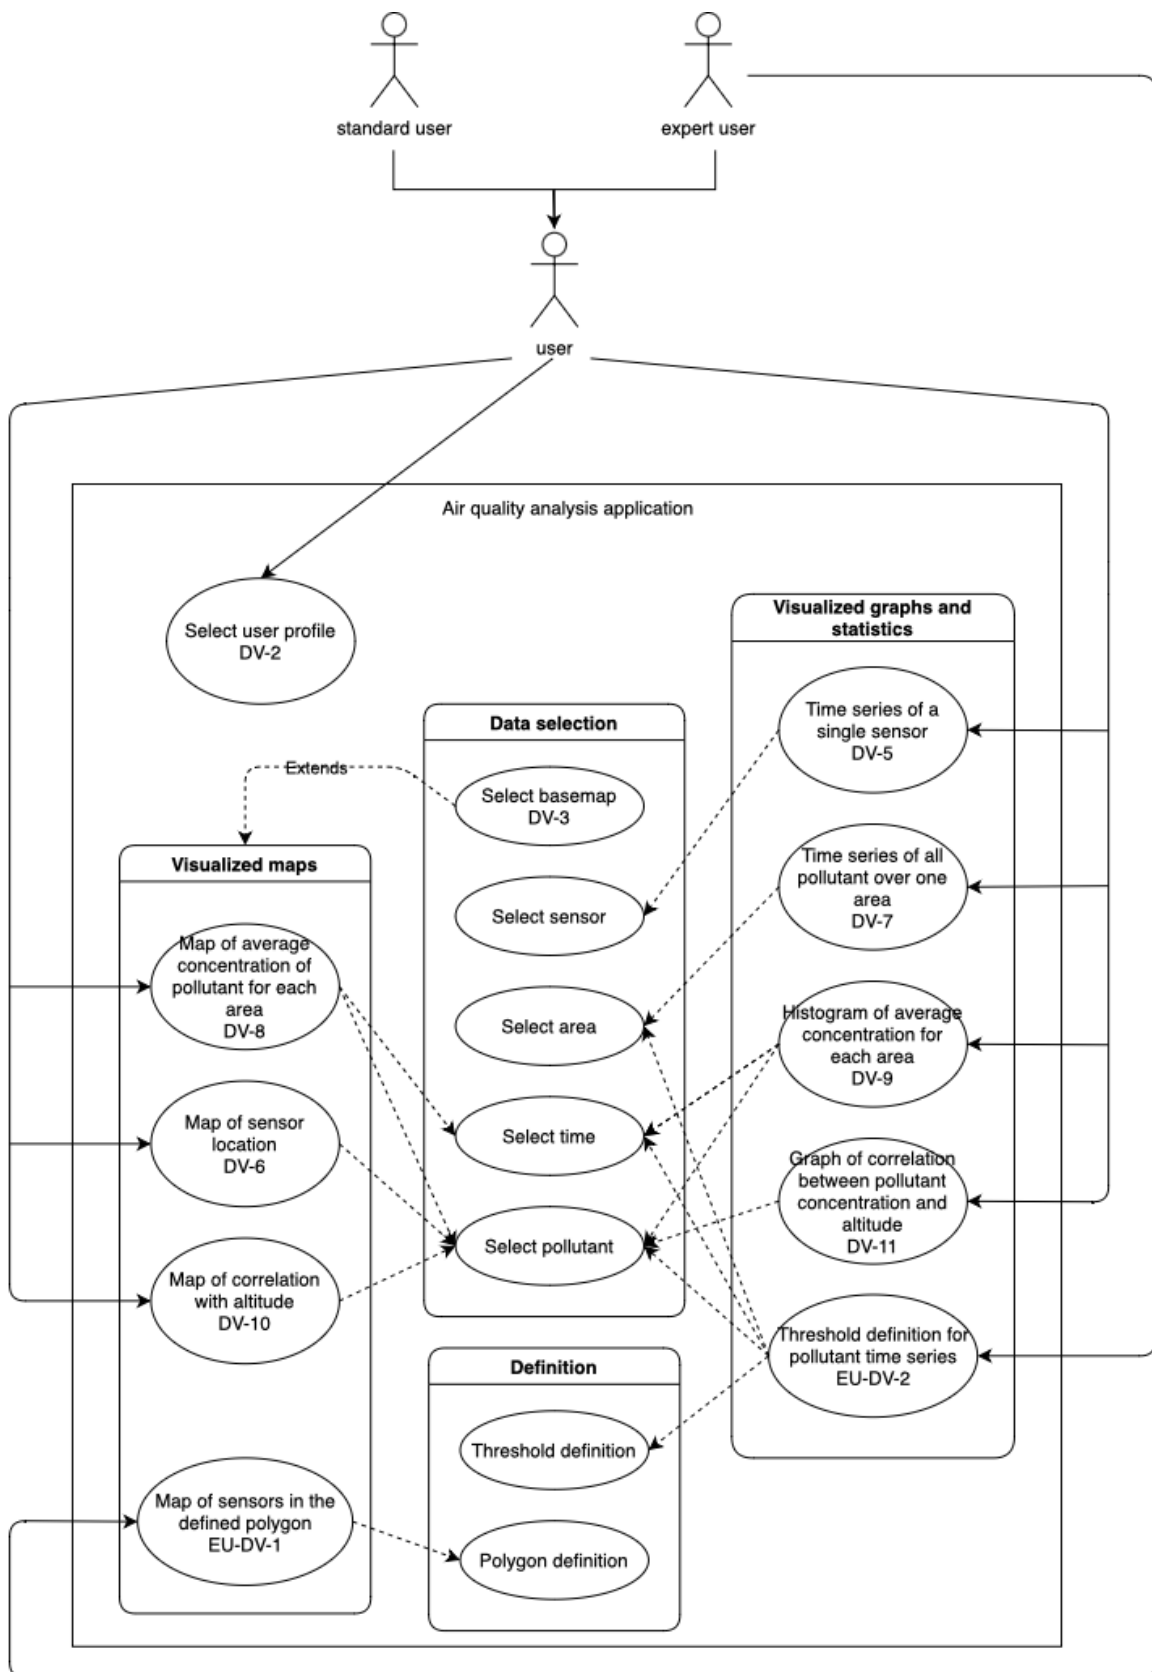 standard user
expert user
user
Air quality analysis application
Select user profile
DV-2
Visualized graphs and
statistics
Time series of a
single sensor
DV-5
Time series of all
pollutant over one
area
DV-7
Histogram of average
concentration for
each area
DV-9
Graph of correlation
between pollutant
concentration and
altitude
DV-11
Threshold definition for
pollutant time series
EU-DV-2
Data selection
Select basemap
DV-3
Select sensor
Select area
Select time
Select pollutant
Extends
Visualized maps
Map of average
concentration of
pollutant for each
area
DV-8
Map of sensor
location
DV-6
Map of correlation
with altitude
DV-10
Map of sensors in the
defined polygon
EU-DV-1
Definition
Threshold definition
Polygon definition